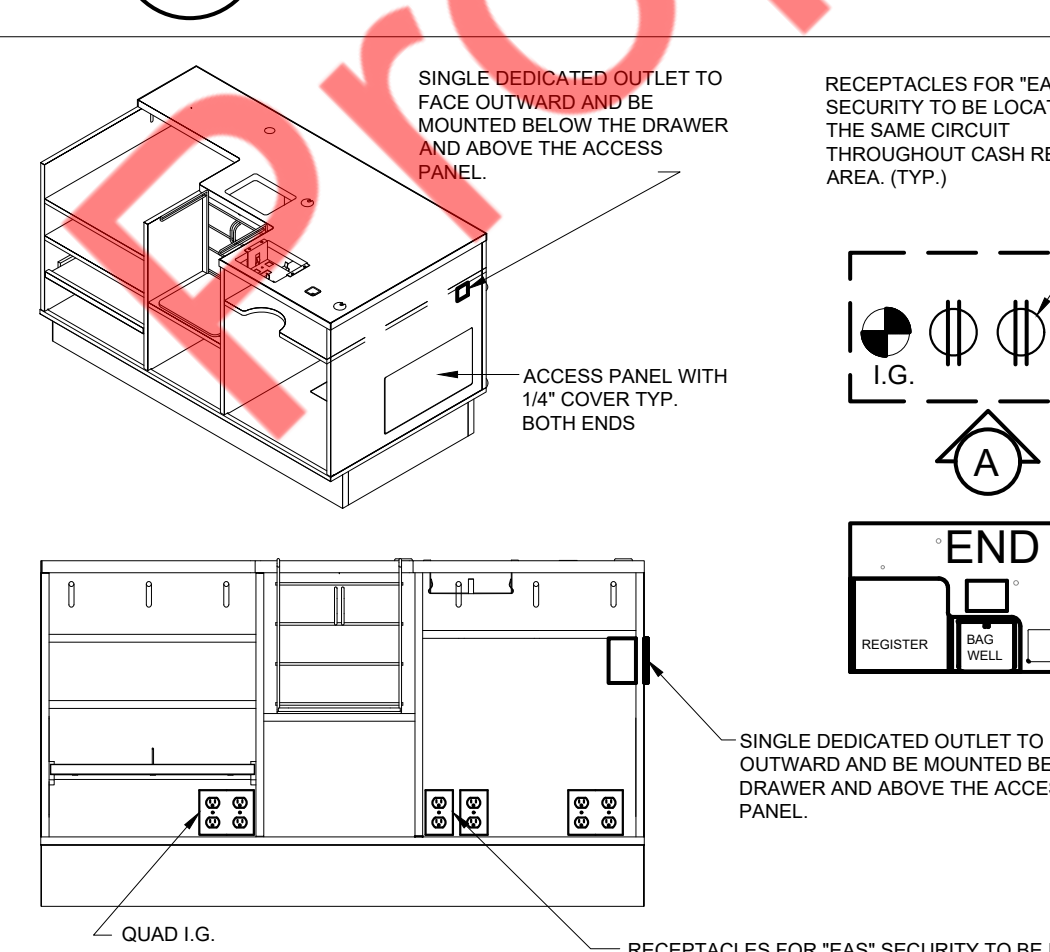 SINGLE DEDICATED OUTLET TO
FACE OUTWARD AND BE
MOUNTED BELOW THE DRAWER
AND ABOVE THE ACCESS
PANEL.
RECEPTACLES FOR "EA
SECURITY TO BE LOCAT
THE SAME CIRCUIT
THROUGHOUT CASH RE
AREA. (TYP.)
ACCESS PANEL WITH
1/4" COVER TYP.
BOTH ENDS
I.G.
A
END
REGISTER
BAG
WELL
SINGLE DEDICATED OUTLET TO
OUTWARD AND BE MOUNTED BE
DRAWER AND ABOVE THE ACCES
PANEL.
QUAD I.G.
RECEPTACLES FOR "EAS" SECURITY TO BE
Pro